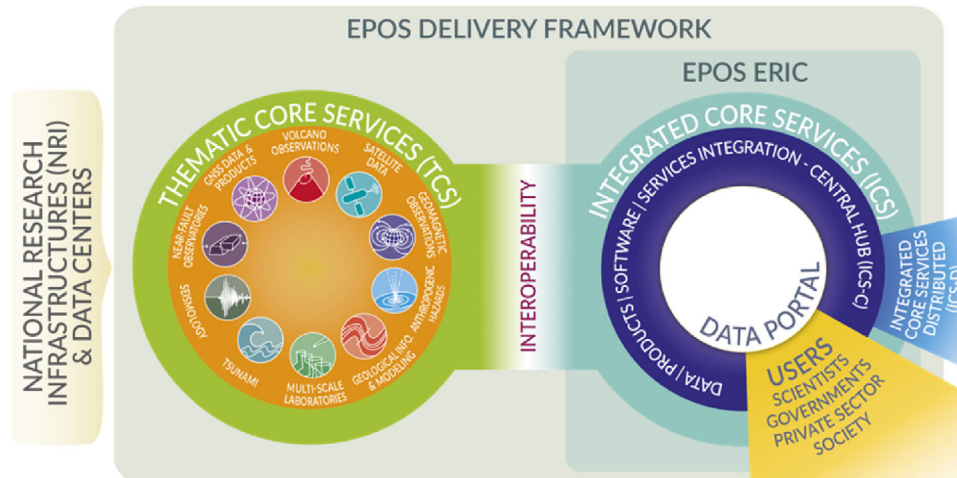 EPOS DELIVERY FRAMEWORK
EPOS ERIC
NATIONAL RESEARCH
INFRASTRUCTURES (NRI)
& DATA CENTERS
THEMATIC CORE SERVICES (TCS)
VOLCANO
OBSERVATIONS
SATELLITE
DATA
GEOMAGNETIC
OBSERVATIONS
ANTHROPOGENIC
HAZARDS
GEOLOGICAL INFO.
& MODELING
MULTI-SCALE
LABORATORIES
TSUNAMI
SEISMOLOGY
NEAR-FAULT
OBSERVATORIES
GNSS DATA &
PRODUCTS
INTEROPERABILITY
INTEGRATED CORE SERVICES (ICS)
DATA | PRODUCTS | SOFTWARE | SERVICES INTEGRATION - CENTRAL HUB (ICS-C)
DATA PORTAL
INTEGRATED
CORE SERVICES
DISTRIBUTED
(ICS-D)
USERS
SCIENTISTS
GOVERNMENTS
PRIVATE SECTOR
SOCIETY